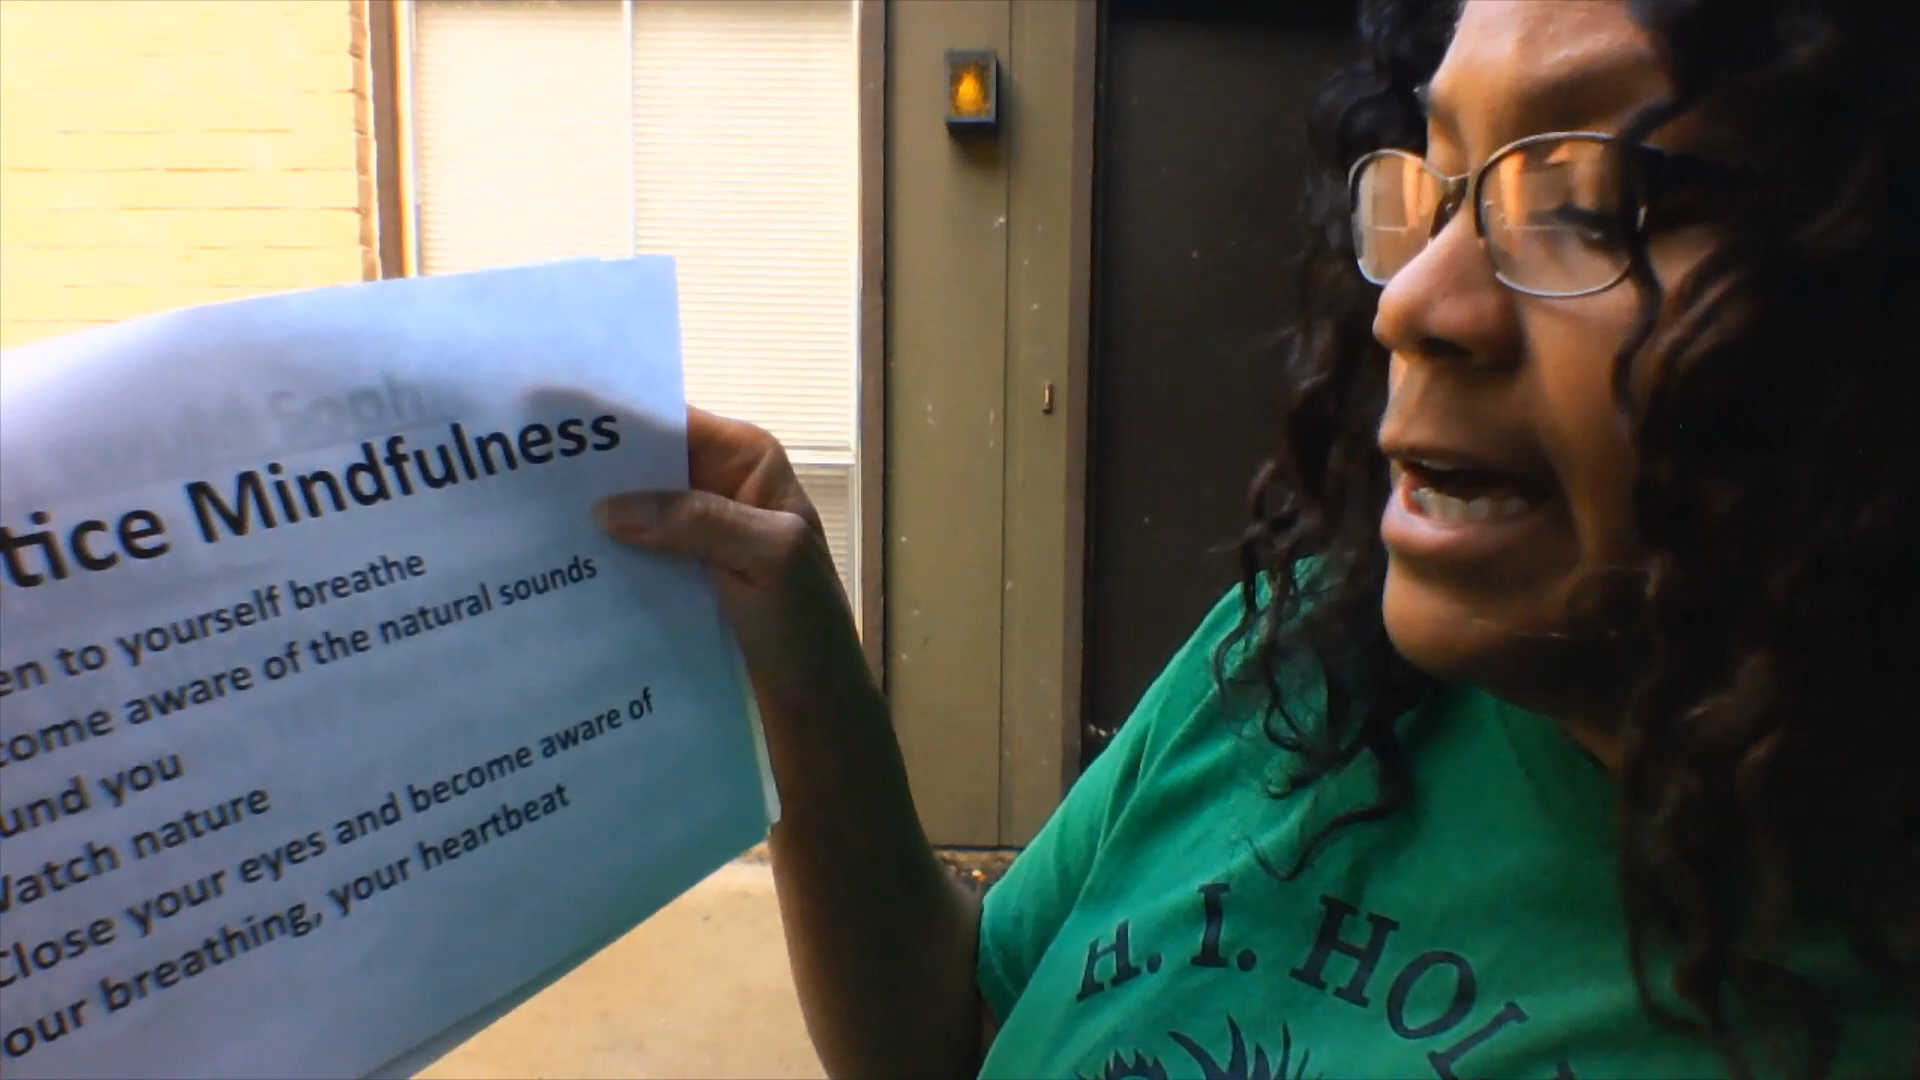 tice Mindfulness
en to yourself breathe
come aware of the natural sounds
und you
Watch nature
Close your eyes and become aware of
our breathing, your heartbeat
H. I. HOL